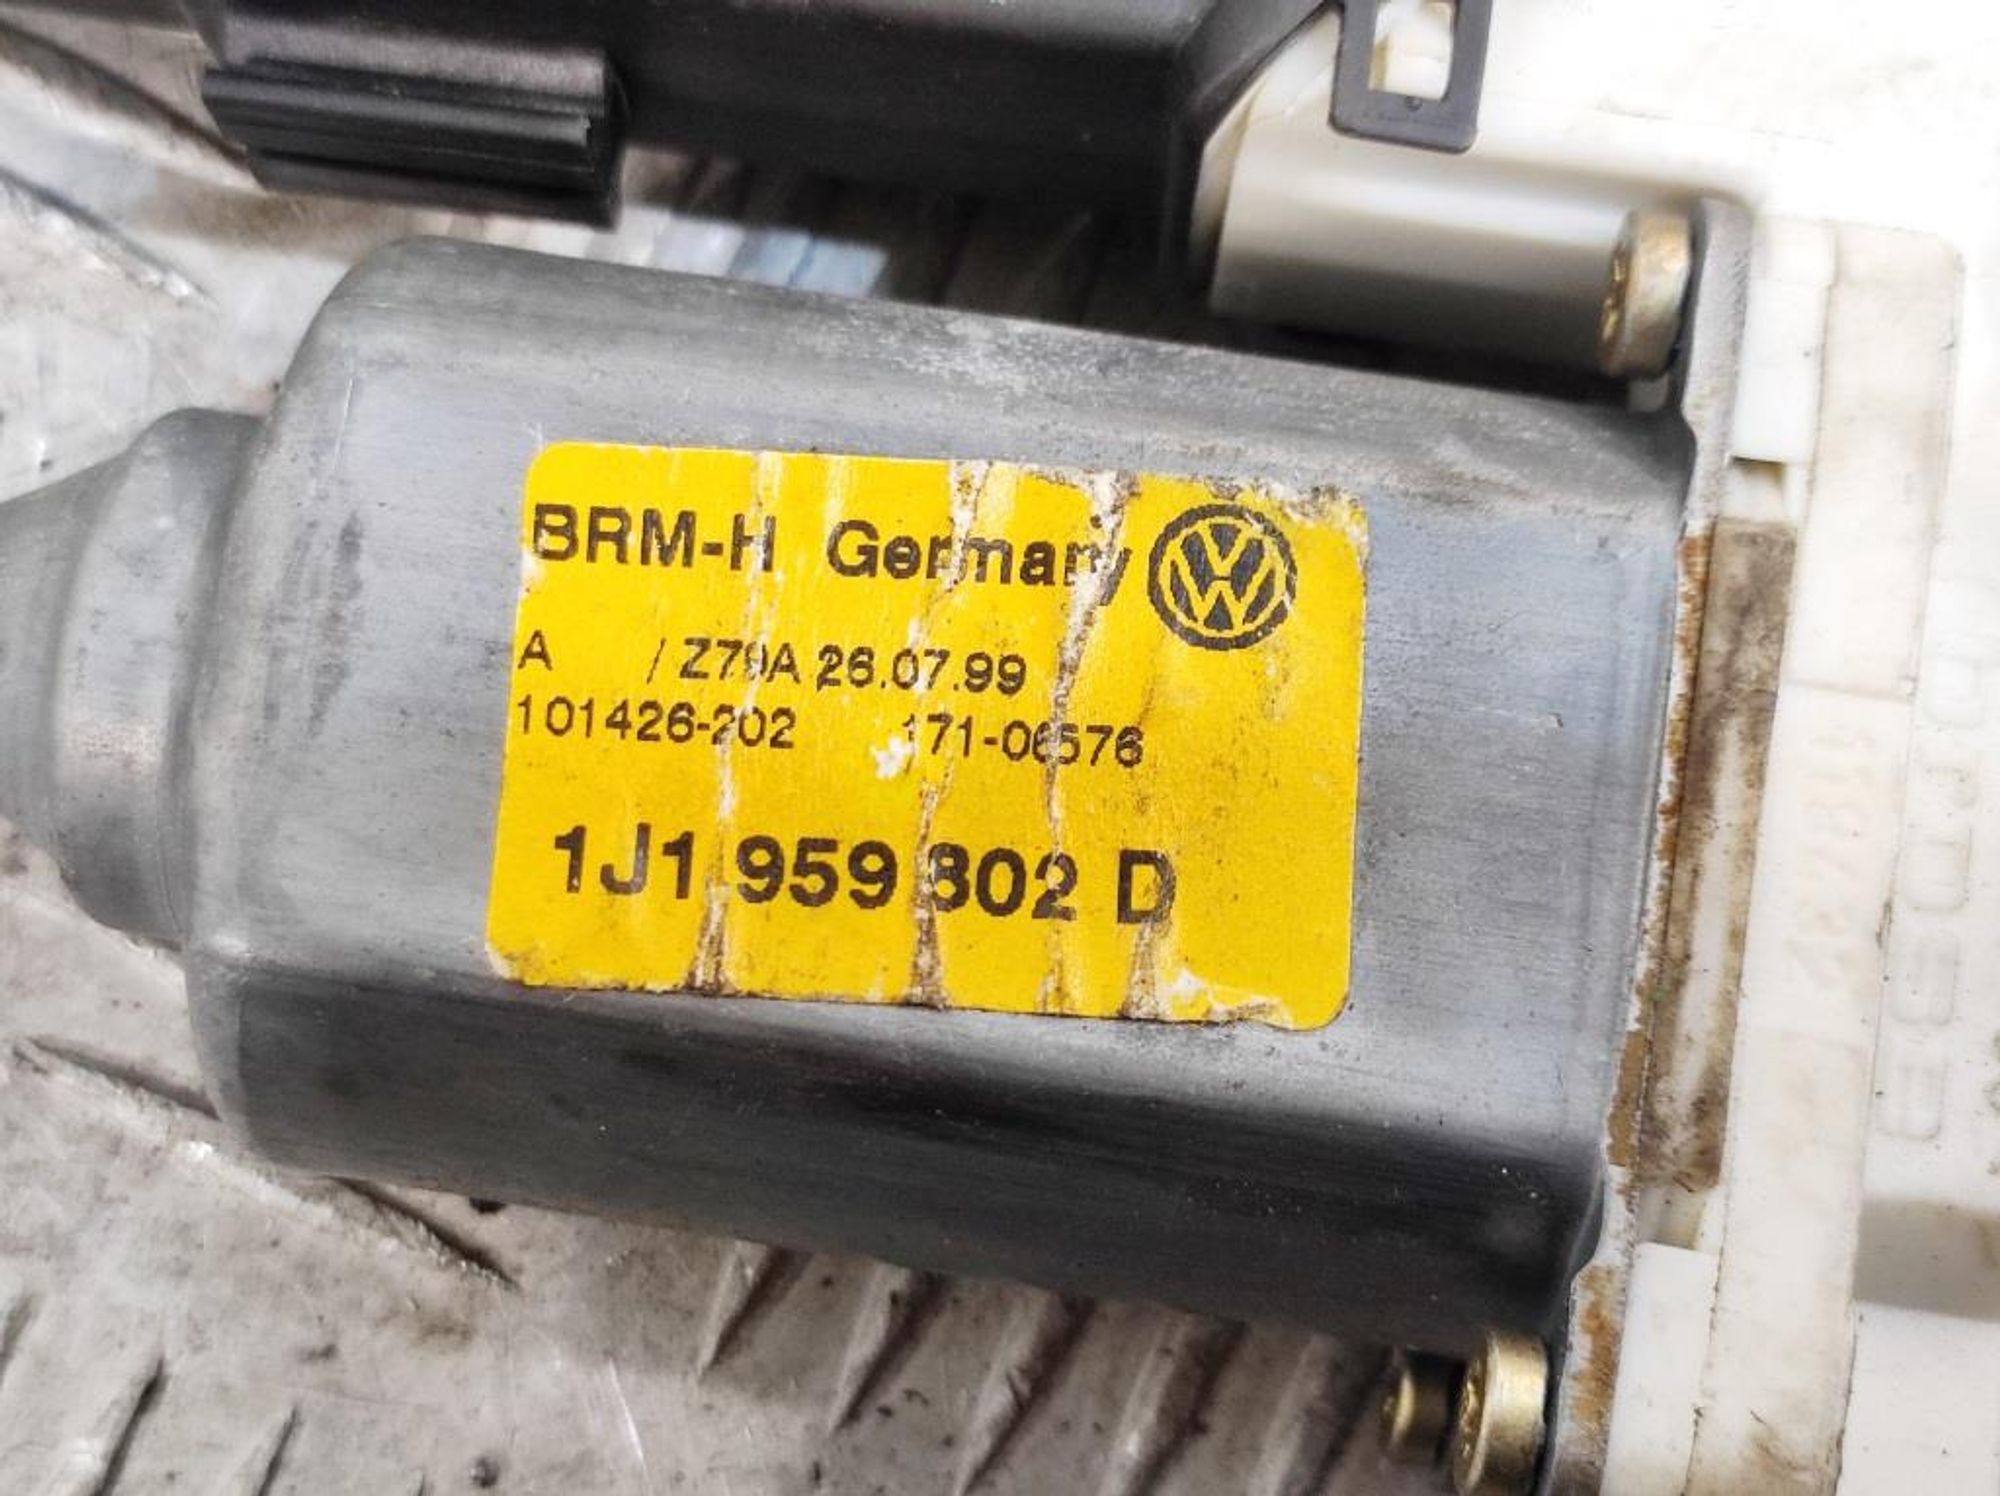 BRM-H Germany
A / Z79A 26.07.99
101426-202 171-06576
1J1 959 802 D